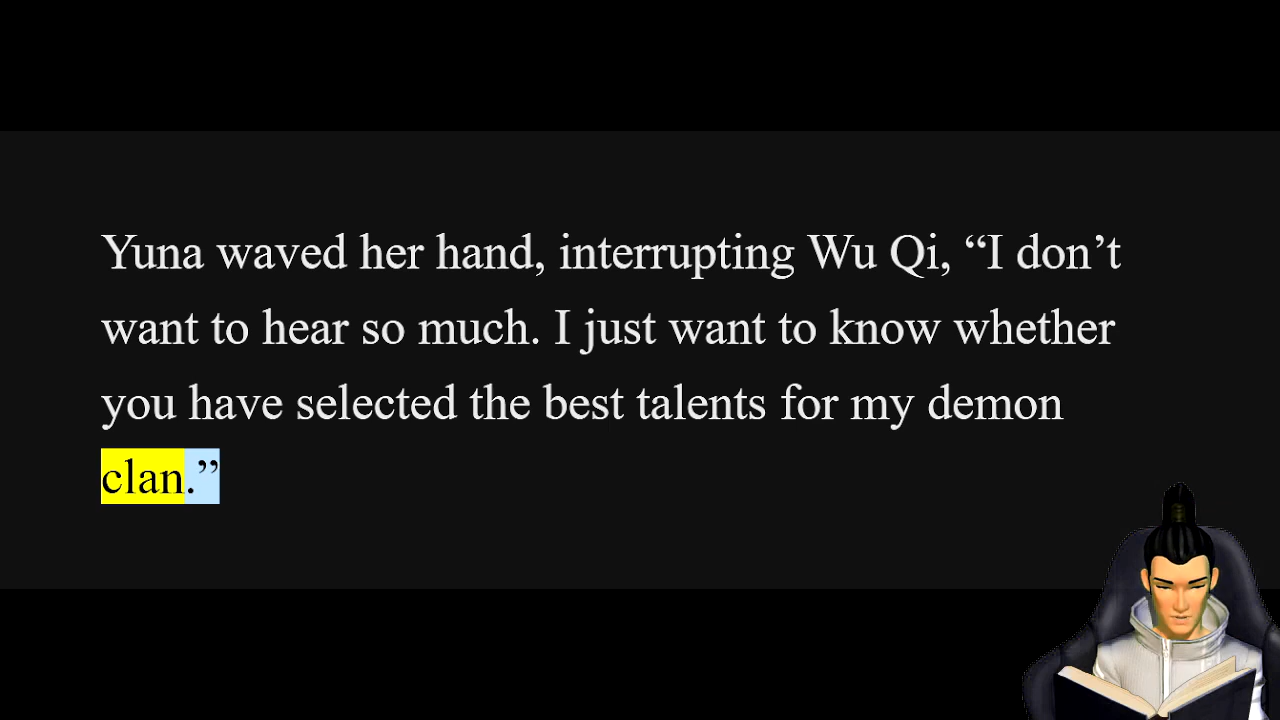 Yuna waved her hand, interrupting Wu Qi, “I don’t
want to hear so much. I just want to know whether
you have selected the best talents for my demon
clan.”